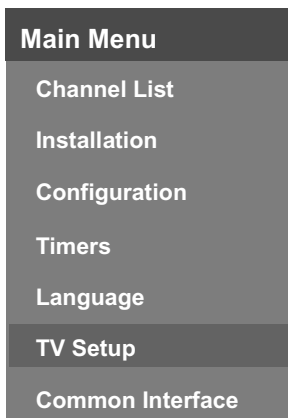 Main Menu
Channel List
Installation
Configuration
Timers
Language
TV Setup
Common Interface